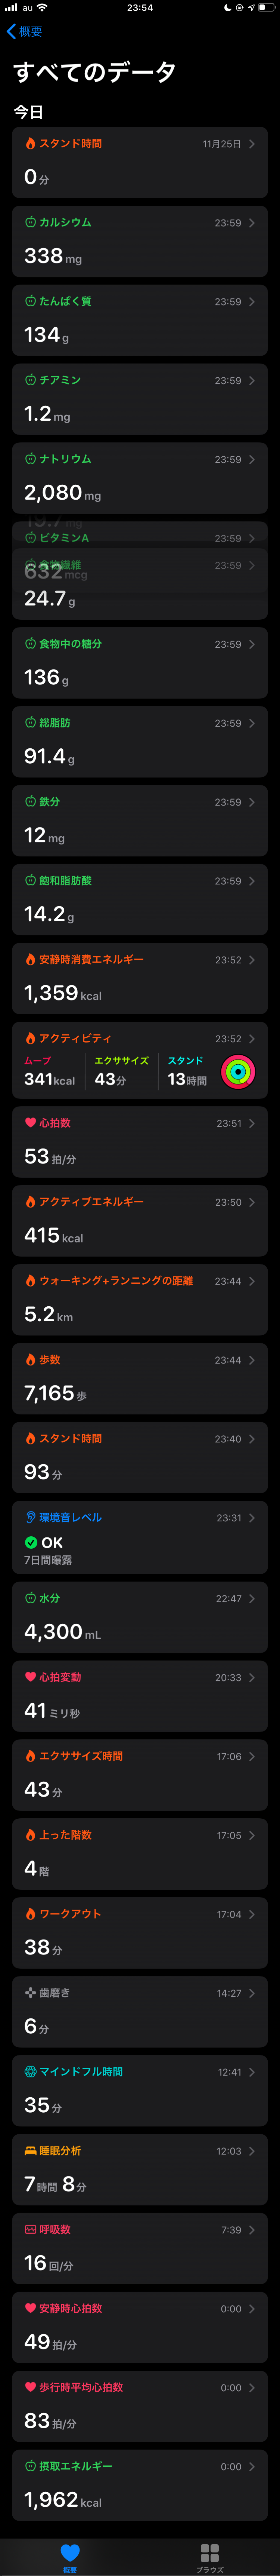 au 23:54
概要
すべてのデータ
今日
スタンド時間 11月25日
0分
カルシウム 23:59
338mg
たんぱく質 23:59
134g
チアミン 23:59
1.2mg
ナトリウム 23:59
2,080mg
19.7mg
ビタミンA 23:59
食物繊維 23:59
632mcg
24.7g
食物中の糖分 23:59
136g
総脂肪 23:59
91.4g
鉄分 23:59
12mg
飽和脂肪酸 23:59
14.2g
安静時消費エネルギー 23:52
1,359kcal
アクティビティ 23:52
ムーブ エクササイズ スタンド
341kcal 43分 13時間
心拍数 23:51
53拍/分
アクティブエネルギー 23:50
415kcal
ウォーキング+ランニングの距離 23:44
5.2km
歩数 23:44
7,165歩
スタンド時間 23:40
93分
環境音レベル 23:31
OK
7日間曝露
水分 22:47
4,300mL
心拍変動 20:33
41ミリ秒
エクササイズ時間 17:06
43分
上った階数 17:05
4階
ワークアウト 17:04
38分
歯磨き 14:27
6分
マインドフル時間 12:41
35分
睡眠分析 12:03
7時間8分
呼吸数 7:39
16回/分
安静時心拍数 0:00
49拍/分
歩行時平均心拍数 0:00
83拍/分
摂取エネルギー 0:00
1,962kcal
概要 ブラウズ